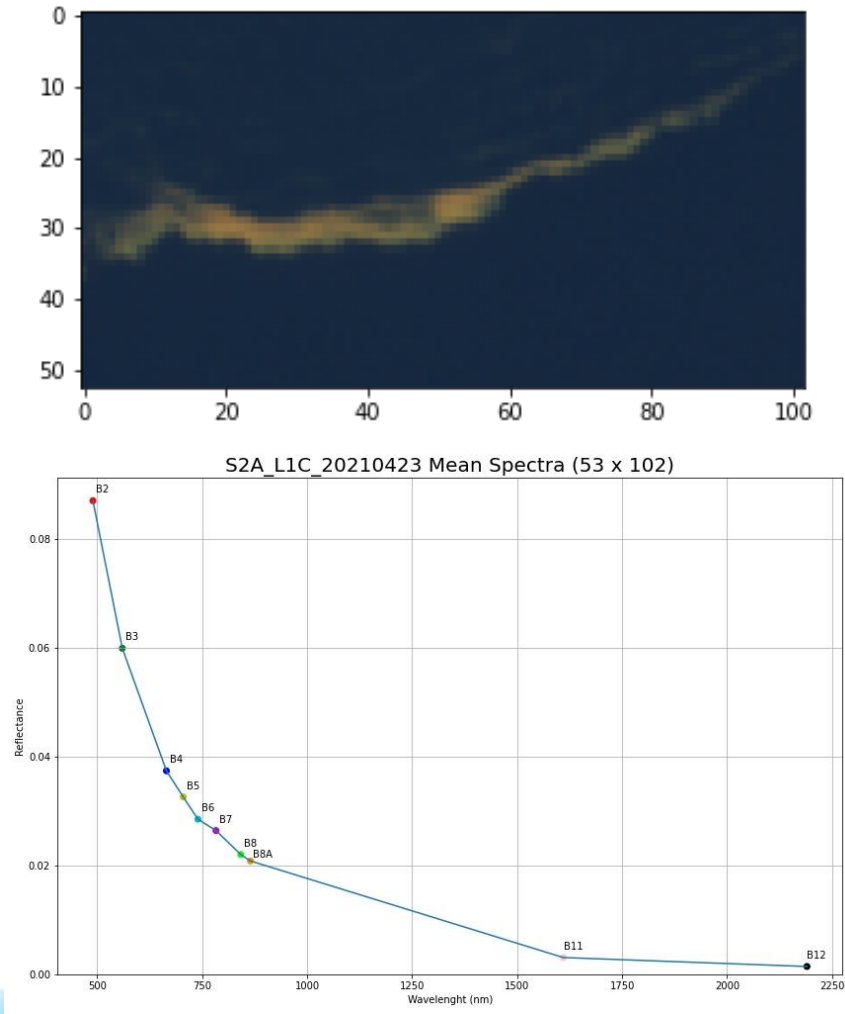 0
10
20
30
40
50
0 20 40 60 80 100
S2A_L1C_20210423 Mean Spectra (53 x 102)
B2
0.08
B3
0.06
Reflectance
B4
0.04
B5
B6
B7
B8
B8A
0.02
B11
B12
0.00
500 750 1000 1250 1500 1750 2000 2250
Wavelenght (nm)